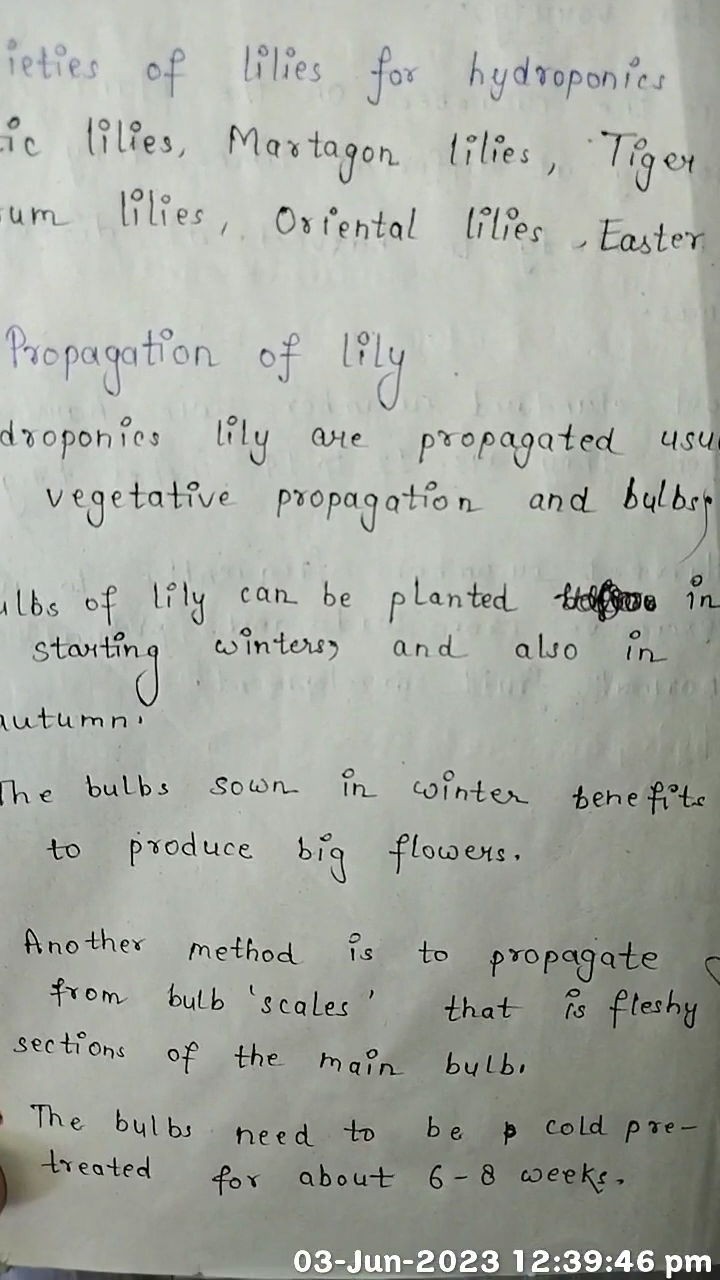 ieties of lilies for hydroponics
ic lilies, Martagon lilies, Tiger
um lilies, Oriental lilies, Easter
Propagation of lily
droponics lily are propagated usu
vegetative propagation and bulbs.
ulbs of lily can be planted in
starting winters, and also in
autumn.
The bulbs sown in winter benefits
to produce big flowers.
Another method is to propagate
from bulb 'scales' that is fleshy
sections of the main bulb.
The bulbs need to be cold pre-
treated for about 6-8 weeks.
03-Jun-2023 12:39:46 pm